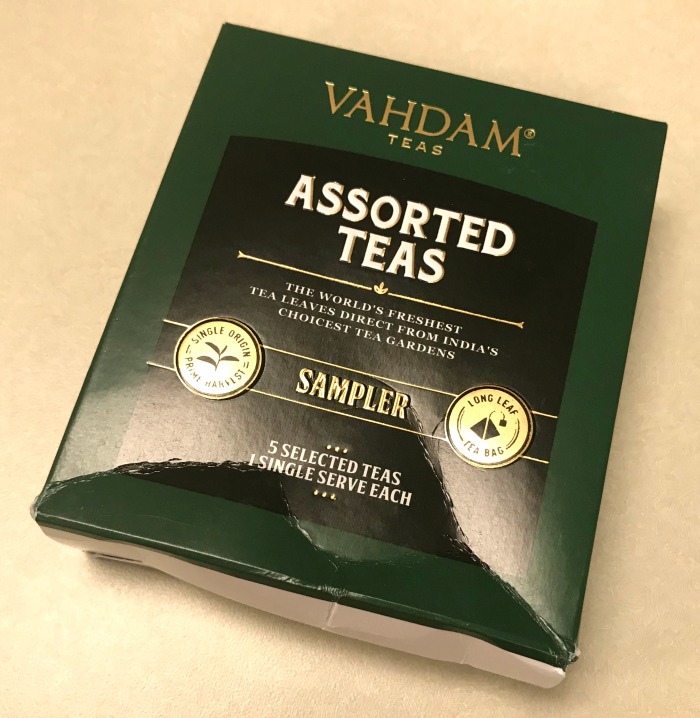 VAHDAM®
TEAS
ASSORTED
TEAS
THE WORLD'S FRESHEST
TEA LEAVES DIRECT FROM INDIA'S
CHOICEST TEA GARDENS
SINGLE ORIGIN
PRIME HARVEST
SAMPLER
LONG LEAF
TEA BAG
5 SELECTED TEAS
1 SINGLE SERVE EACH